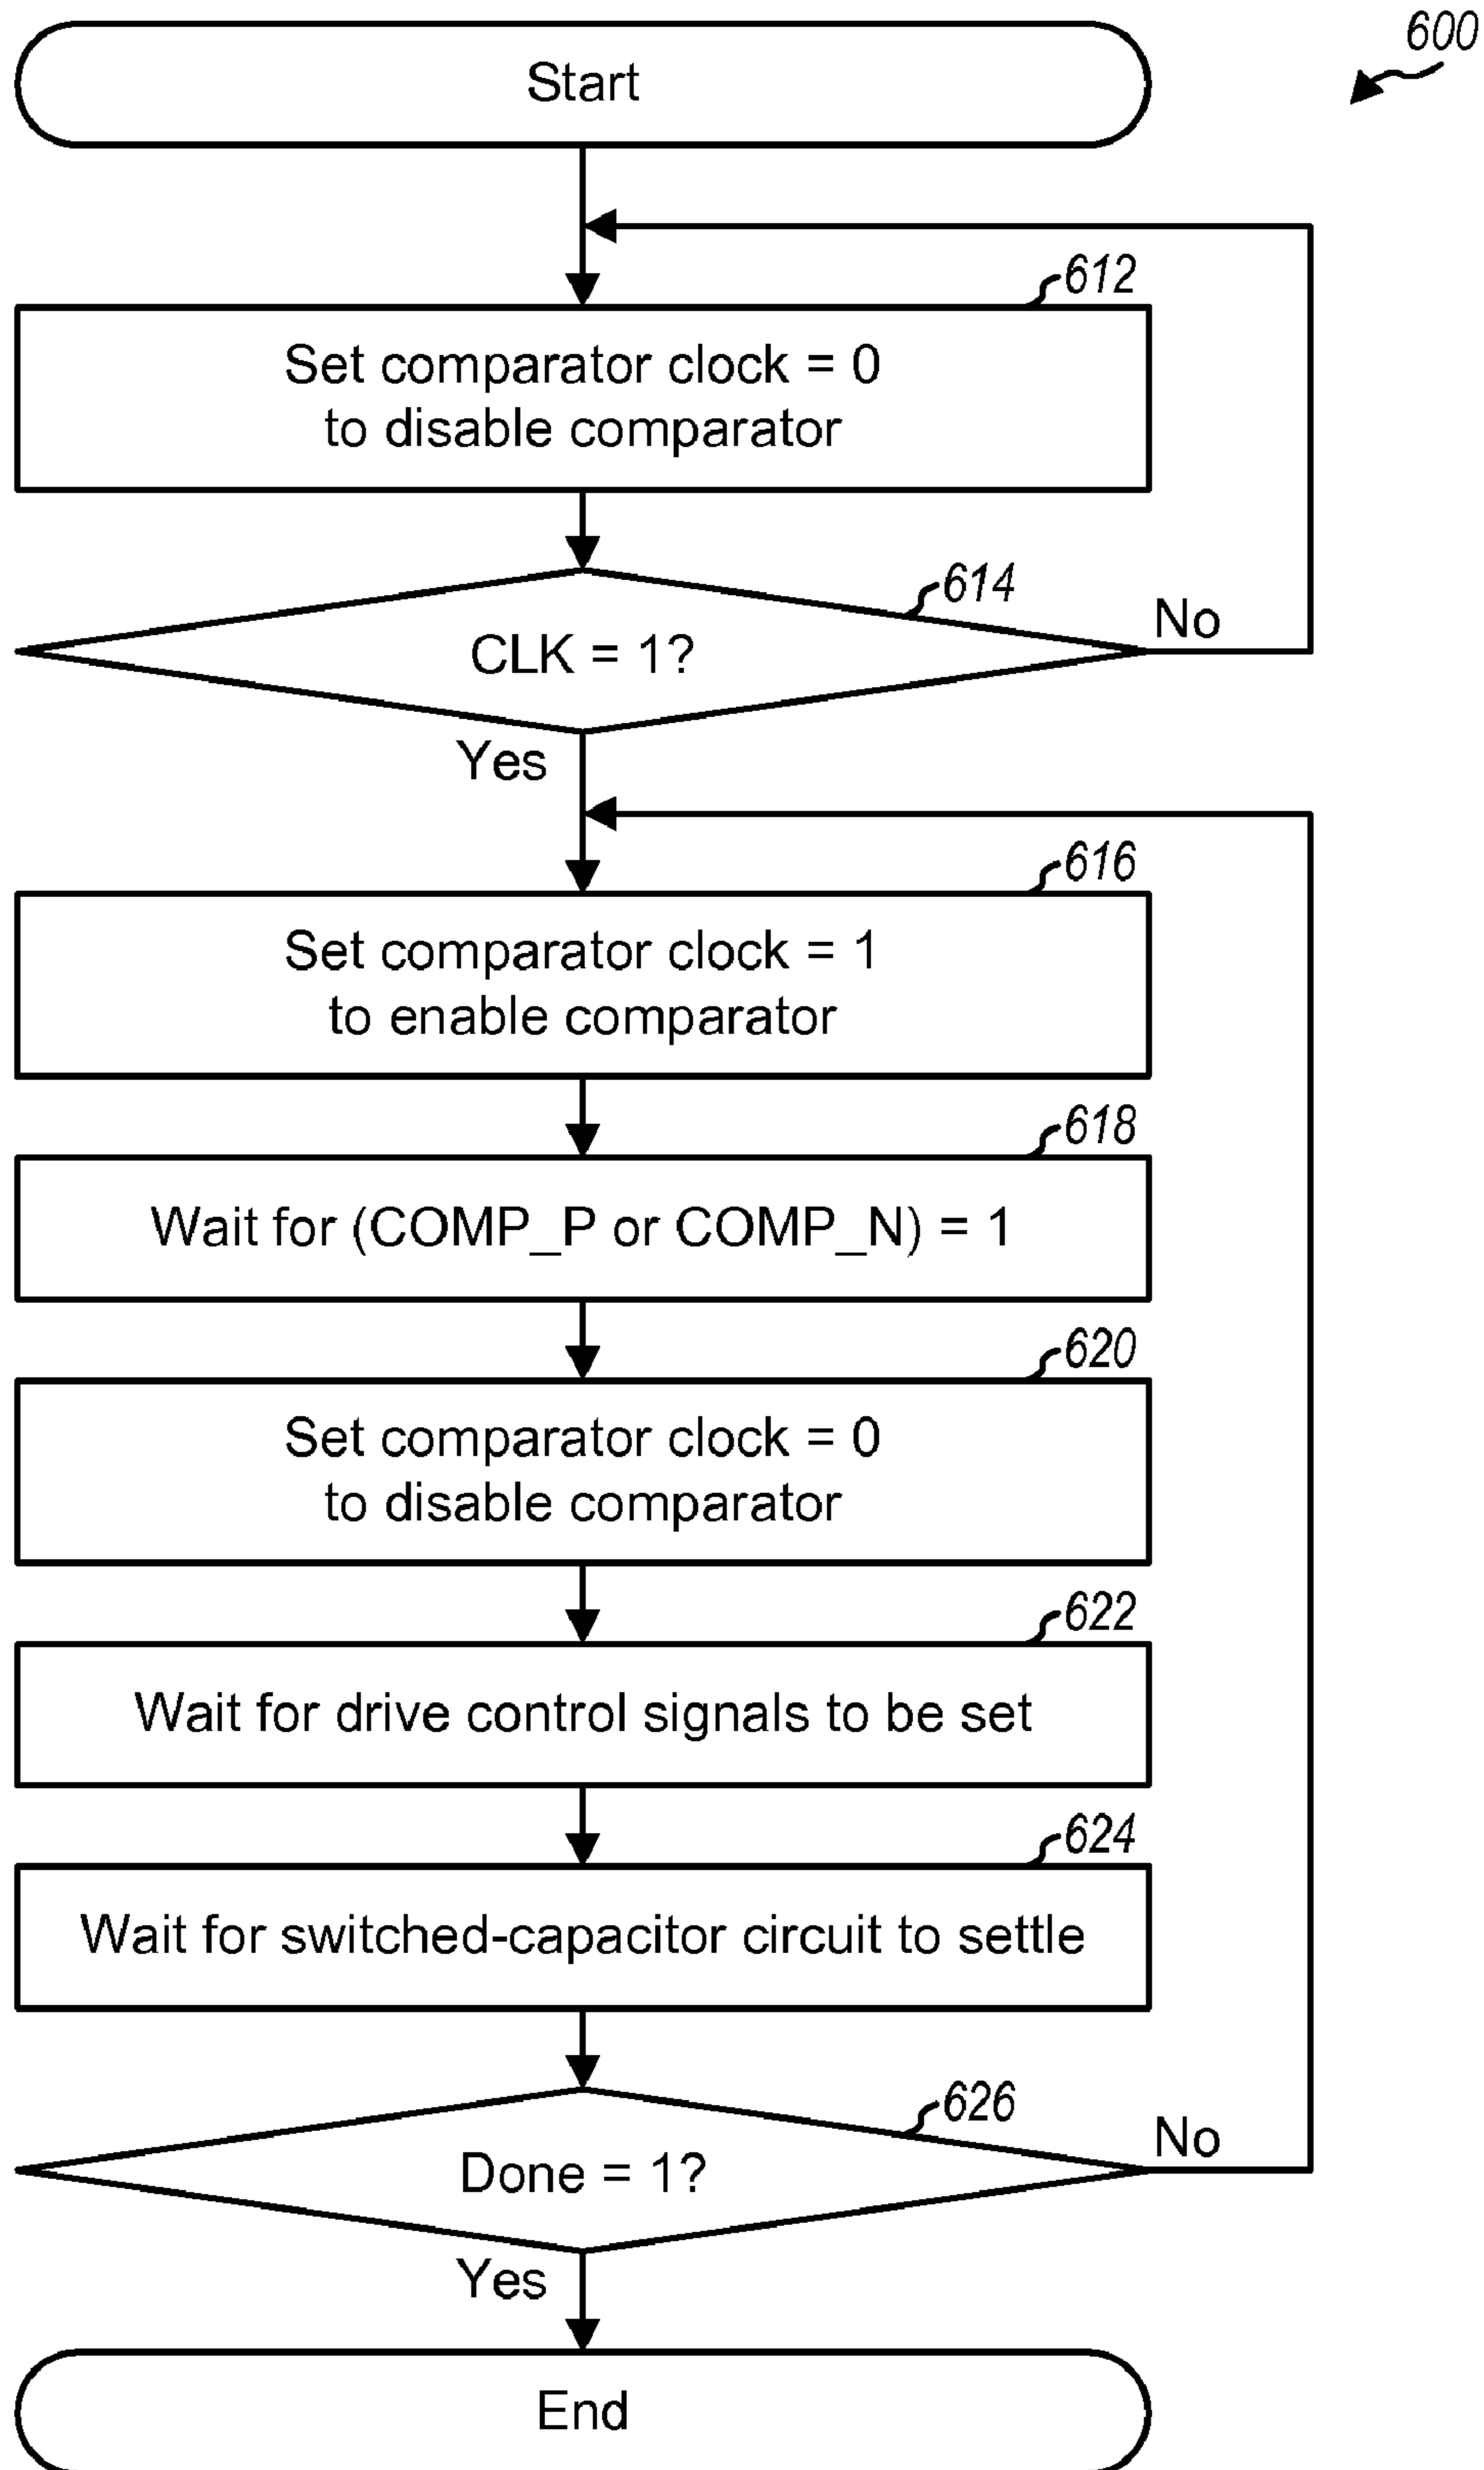 600
Start
612
Set comparator clock = 0
to disable comparator
614
CLK = 1?
No
Yes
616
Set comparator clock = 1
to enable comparator
618
Wait for (COMP_P or COMP_N) = 1
620
Set comparator clock = 0
to disable comparator
622
Wait for drive control signals to be set
624
Wait for switched-capacitor circuit to settle
626
Done = 1?
No
Yes
End